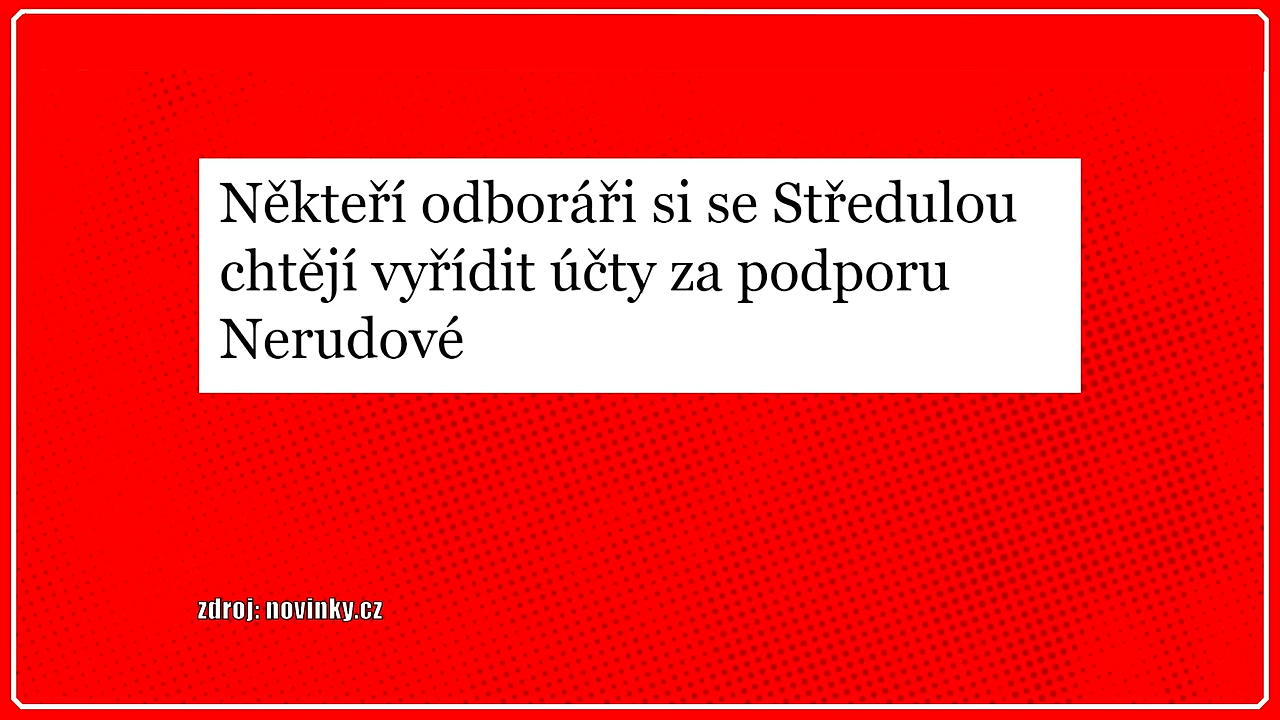 Někteří odboráři si se Středulou
chtějí vyřídit účty za podporu
Nerudové
zdroj: novinky.cz